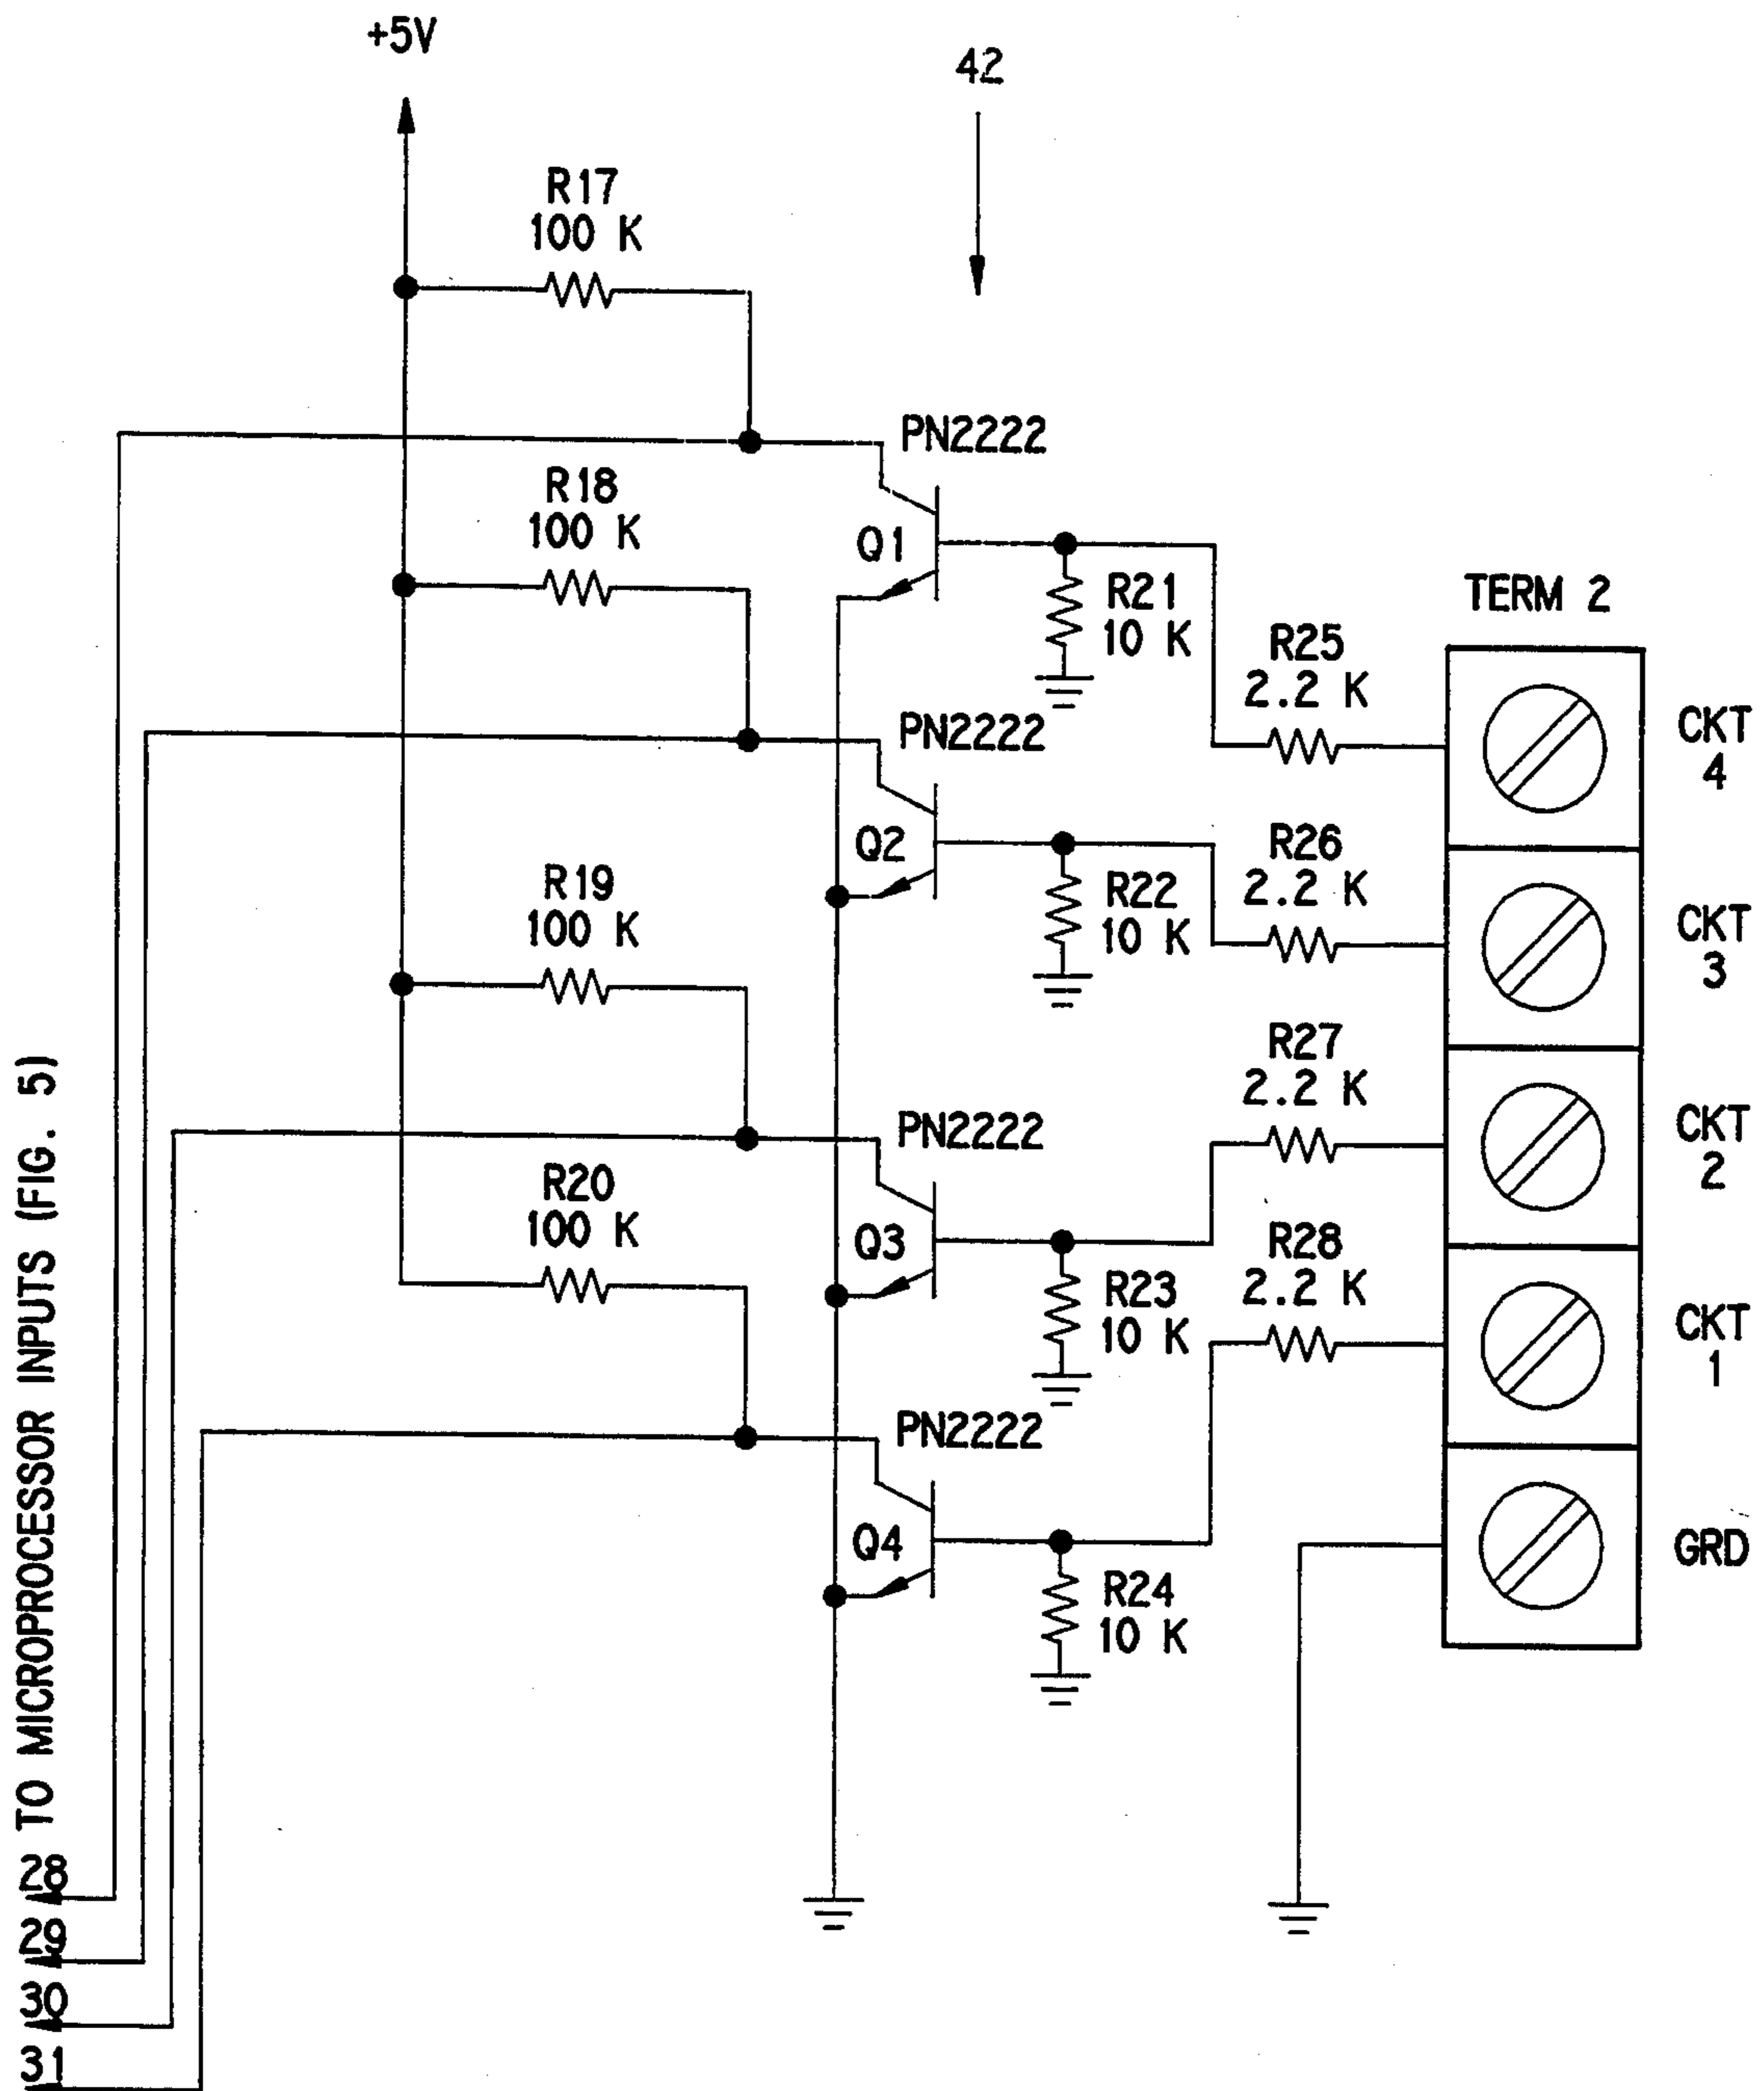 +5V
42
R17
100 K
PN2222
R18
100 K
Q1
R21
10 K
TERM 2
R25
2.2 K
CKT
4
PN2222
Q2
R26
2.2 K
R22
10 K
CKT
3
R19
100 K
R27
2.2 K
CKT
2
PN2222
R20
100 K
Q3
R28
2.2 K
R23
10 K
CKT
1
PN2222
Q4
GRD
R24
10 K
TO MICROPROCESSOR INPUTS (FIG. 5)
28
29
30
31